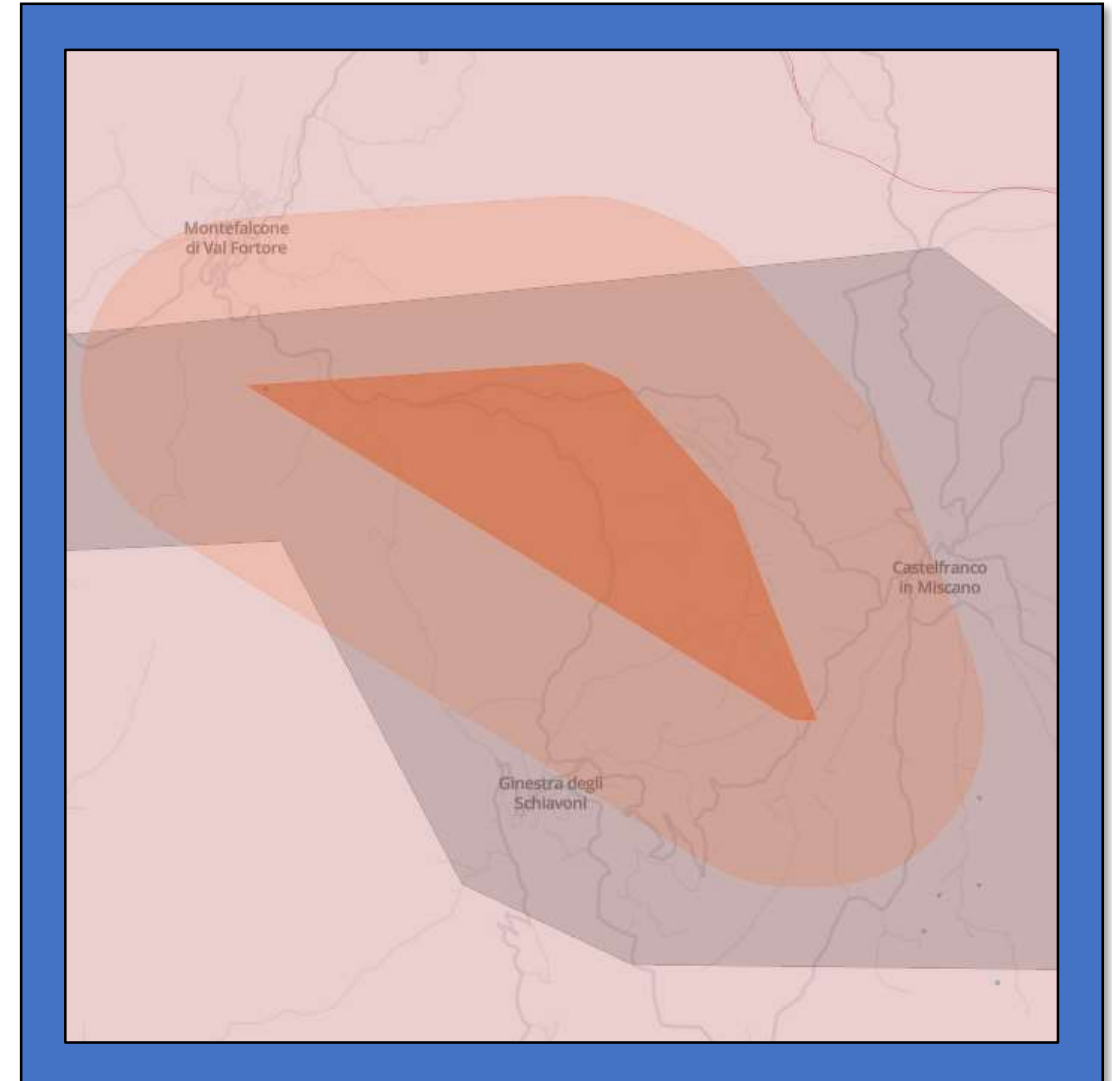 Montefalcone
di Val Fortore
Castelfranco
in Miscano
Ginestra degli
Schiavoni